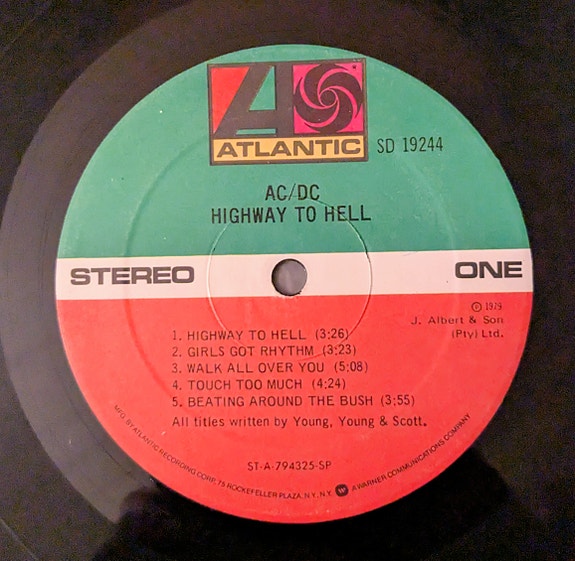 ATLANTIC
SD 19244
AC/DC
HIGHWAY TO HELL
STEREO
ONE
℗ 1979
J. Albert & Son
(Pty) Ltd.
1. HIGHWAY TO HELL (3:26)
2. GIRLS GOT RHYTHM (3:23)
3. WALK ALL OVER YOU (5:08)
4. TOUCH TOO MUCH (4:24)
5. BEATING AROUND THE BUSH (3:55)
All titles written by Young, Young & Scott.
ST-A-794325-SP
MFG. BY ATLANTIC RECORDING CORP., 75 ROCKEFELLER PLAZA, N.Y., N.Y. A WARNER COMMUNICATIONS COMPANY